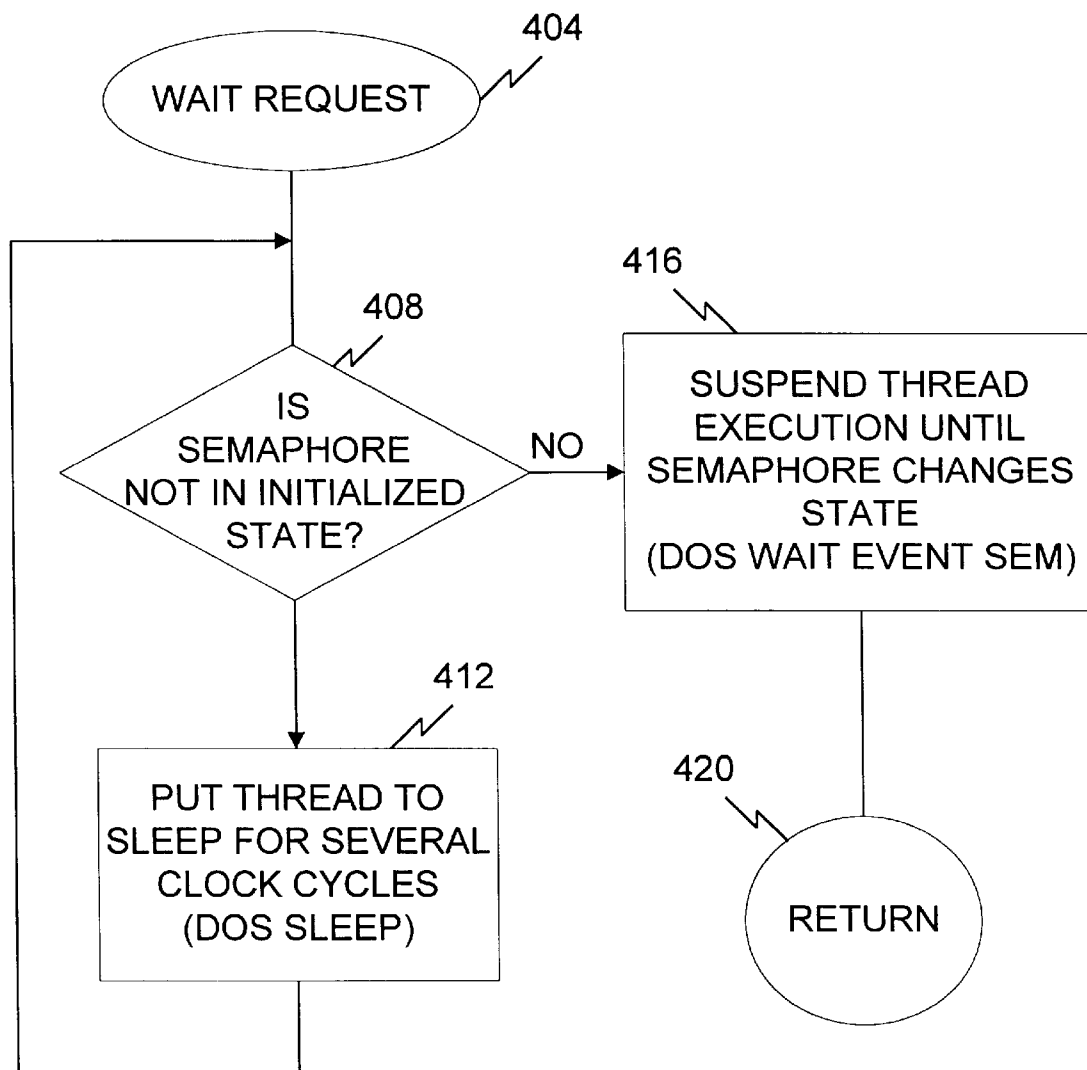 404
WAIT REQUEST
416
408
IS
SEMAPHORE
NOT IN INITIALIZED
STATE?
NO
SUSPEND THREAD
EXECUTION UNTIL
SEMAPHORE CHANGES
STATE
(DOS WAIT EVENT SEM)
412
PUT THREAD TO
SLEEP FOR SEVERAL
CLOCK CYCLES
(DOS SLEEP)
420
RETURN